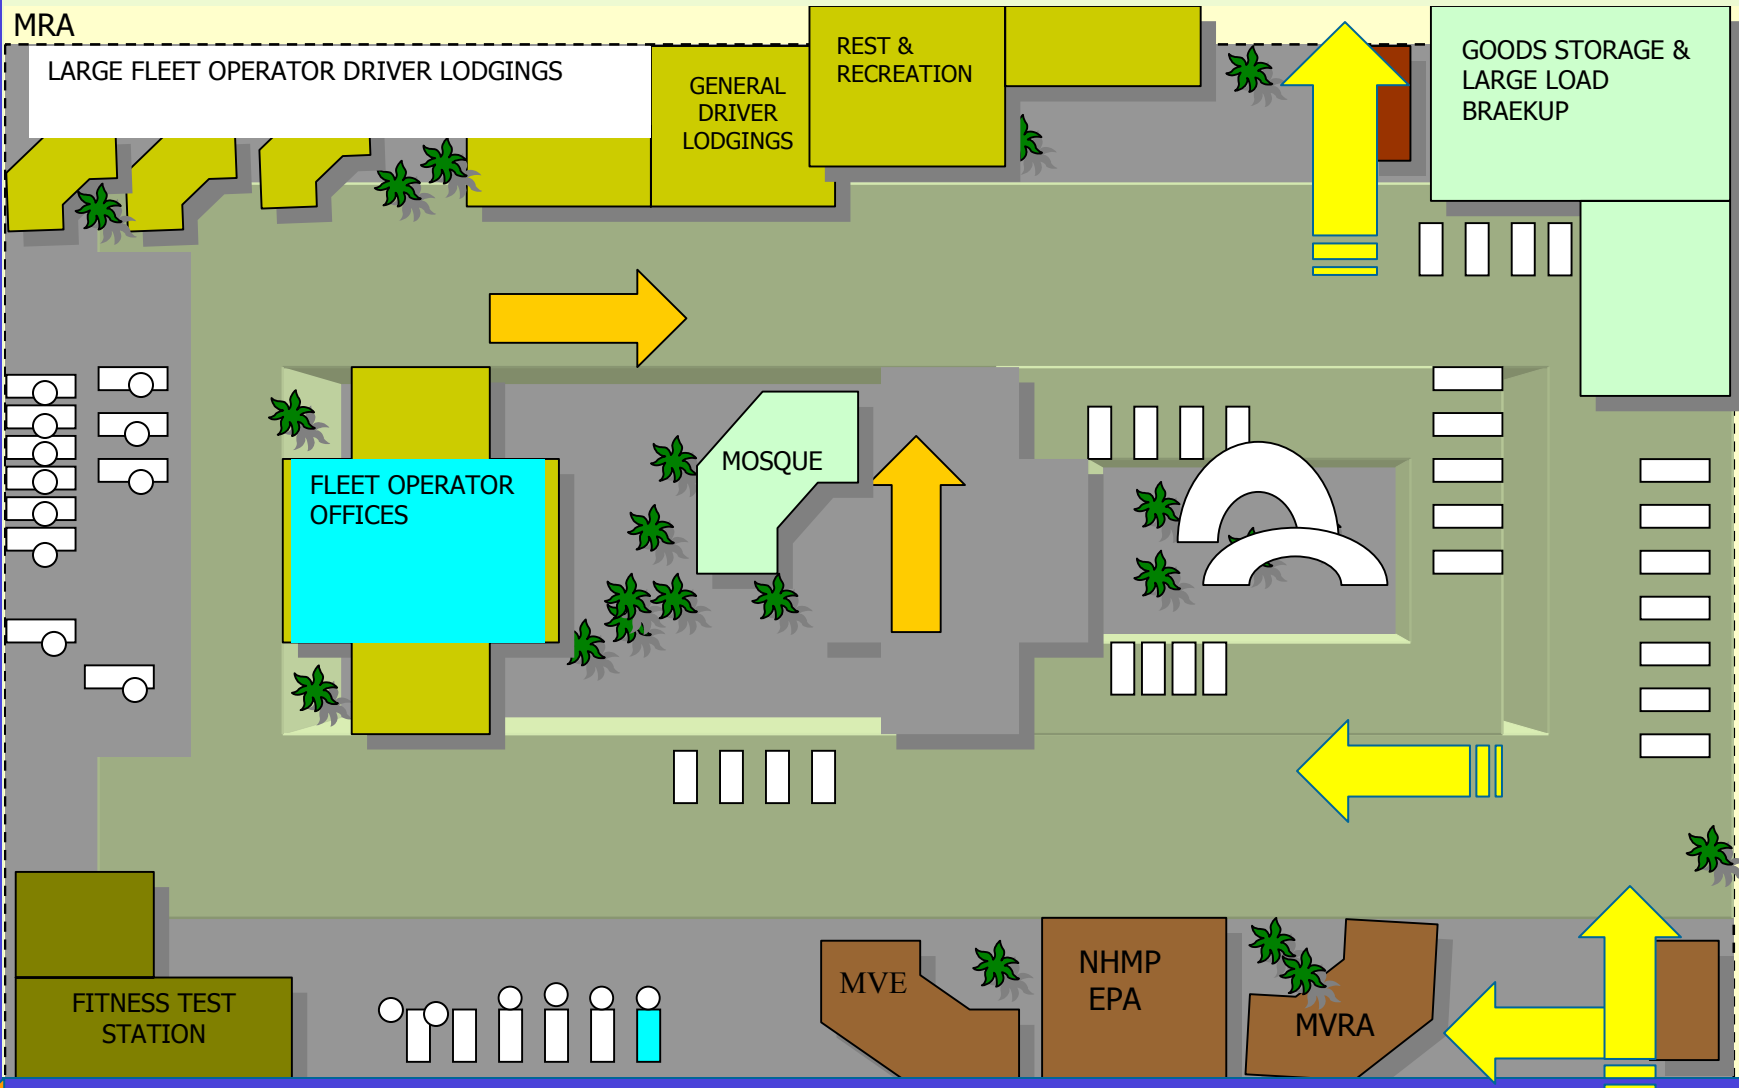 MRA
LARGE FLEET OPERATOR DRIVER LODGINGS
GENERAL
DRIVER
LODGINGS
REST &
RECREATION
GOODS STORAGE &
LARGE LOAD
BRAEKUP
FLEET OPERATOR
OFFICES
MOSQUE
FITNESS TEST
STATION
MVE
NHMP
EPA
MVRA